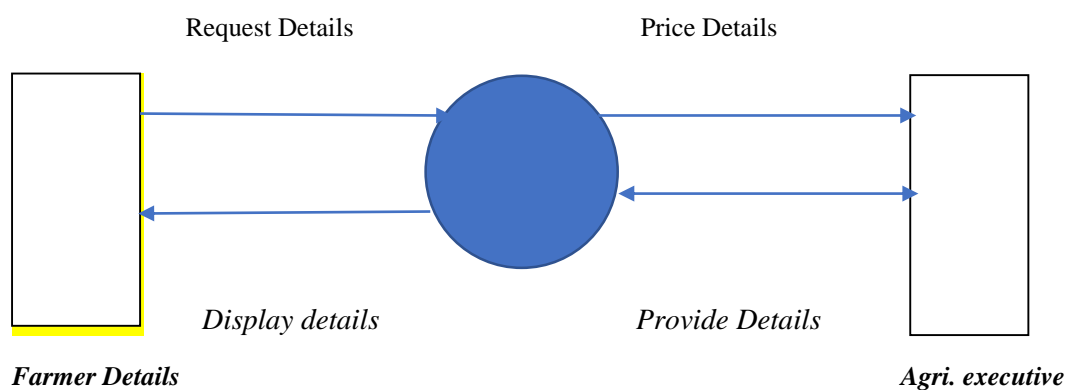 Request Details
Price Details
Display details
Provide Details
Farmer Details
Agri. executive